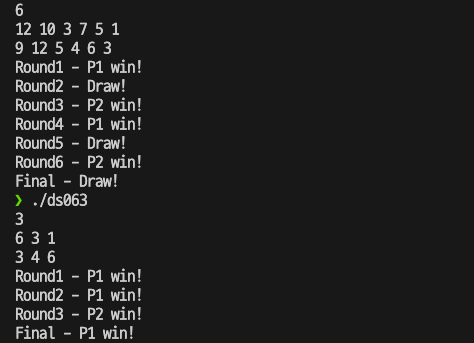 6
12 10 3 7 5 1
9 12 5 4 6 3
Round1 - P1 win!
Round2 - Draw!
Round3 - P2 win!
Round4 - P1 win!
Round5 - Draw!
Round6 - P2 win!
Final - Draw!
❯ ./ds063
3
6 3 1
3 4 6
Round1 - P1 win!
Round2 - P1 win!
Round3 - P2 win!
Final - P1 win!